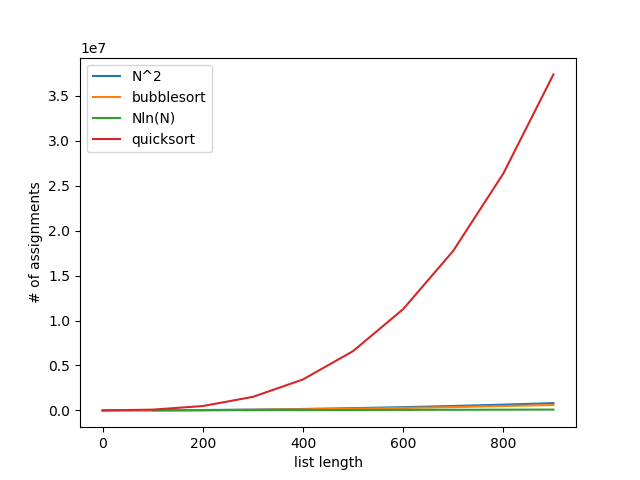 1e7
N^2
bubblesort
Nln(N)
quicksort
3.5
3.0
2.5
2.0
1.5
1.0
0.5
0.0
# of assignments
0 200 400 600 800
list length